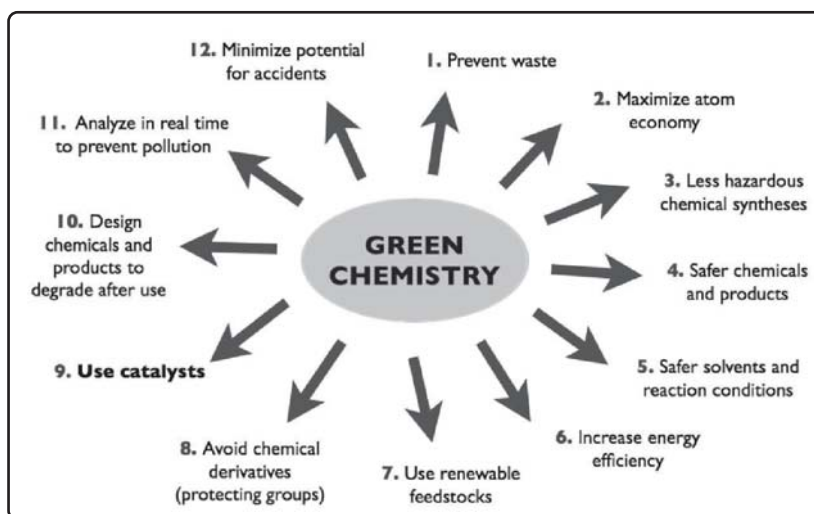 GREEN
CHEMISTRY
1. Prevent waste
2. Maximize atom
economy
3. Less hazardous
chemical syntheses
4. Safer chemicals
and products
5. Safer solvents and
reaction conditions
6. Increase energy
efficiency
7. Use renewable
feedstocks
8. Avoid chemical
derivatives
(protecting groups)
9. Use catalysts
10. Design
chemicals and
products to
degrade after use
11. Analyze in real time
to prevent pollution
12. Minimize potential
for accidents